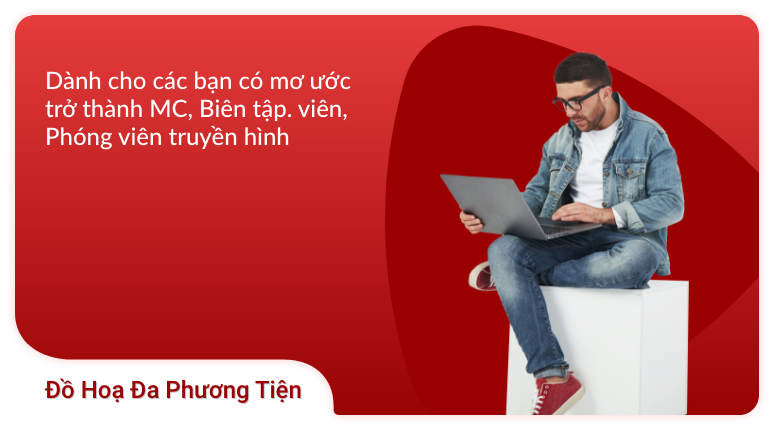 Dành cho các bạn có mơ ước
trở thành MC, Biên tập. viên,
Phóng viên truyền hình
Đồ Hoạ Đa Phương Tiện